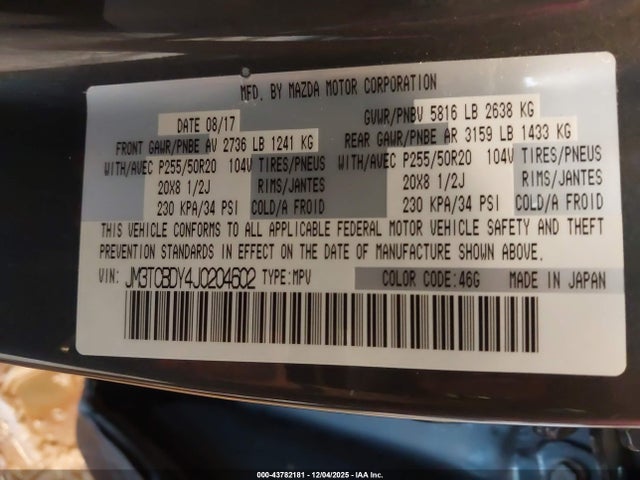 MFD. BY MAZDA MOTOR CORPORATION
DATE 08/17 GVWR/PNBV 5816 LB 2638 KG
FRONT GAWR/PNBE AV 2736 LB 1241 KG REAR GAWR/PNBE AR 3159 LB 1433 KG
WITH/AVEC P255/50R20 104V TIRES/PNEUS WITH/AVEC P255/50R20 104V TIRES/PNEUS
20X8 1/2J RIMS/JANTES 20X8 1/2J RIMS/JANTES
230 KPA/34 PSI COLD/A FROID 230 KPA/34 PSI COLD/A FROID
THIS VEHICLE CONFORMS TO ALL APPLICABLE FEDERAL MOTOR VEHICLE SAFETY AND THEFT
PREVENTION STANDARDS IN EFFECT ON THE DATE OF MANUFACTURE SHOWN ABOVE.
VIN: JM3TCBDY4J0204602 TYPE:MPV COLOR CODE:46G MADE IN JAPAN
000-43782181 - 12/04/2025 - IAA Inc.